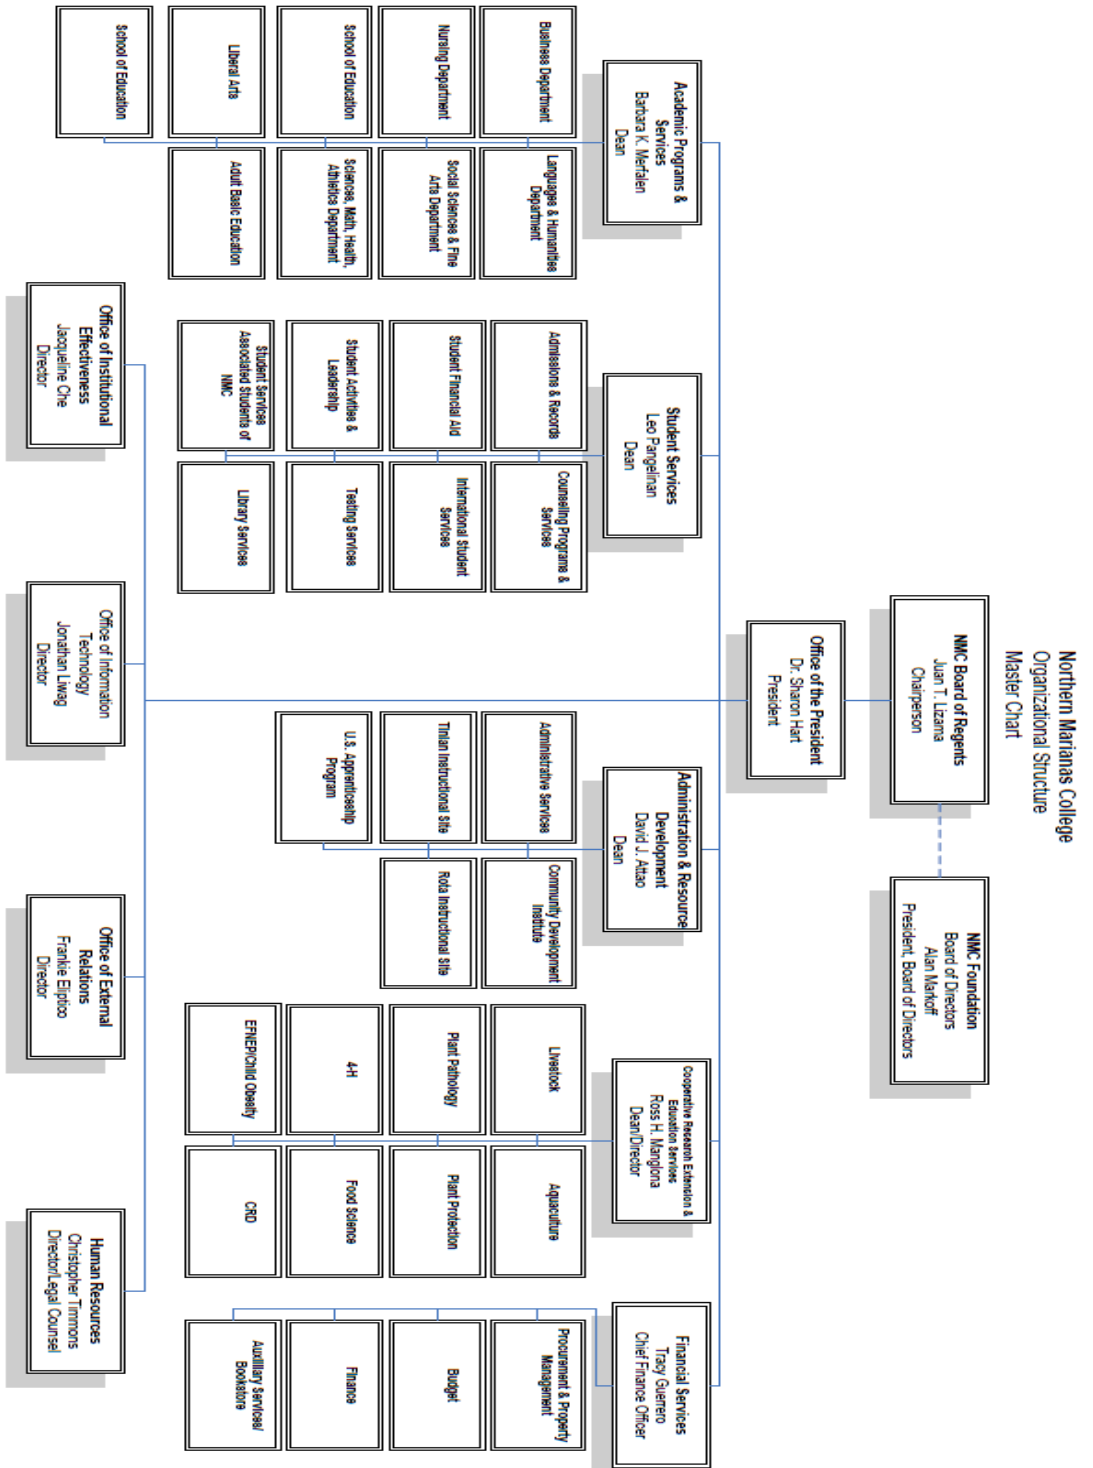 Northern Marianas College
Organizational Structure
Master Chart
NMC Board of Regents
Juan T. Lizama
Chairperson
NMC Foundation
Board of Directors
Alan Markoff
President, Board of Directors
Office of the President
Dr. Sharon Hart
President
Academic Programs &
Services
Barbara K. Merfalen
Dean
Student Services
Leo Pangelinan
Dean
Administration & Resource
Development
David J. Attao
Dean
Cooperative Research Extension &
Education Services
Ross H. Manglona
Dean/Director
Financial Services
Tracy Guerrero
Chief Finance Officer
Business Department
Languages & Humanities
Department
Nursing Department
Social Sciences & Fine
Arts Department
School of Education
Sciences, Math, Health,
Athletics Department
Liberal Arts
Adult Basic Education
School of Education
Admissions & Records
Counseling Programs &
Services
Student Financial Aid
International Student
Services
Student Activities &
Leadership
Testing Services
Student Services
Associated Students of
NMC
Library Services
Administrative Services
Community Development
Institute
Tinian Instructional Site
Rota Instructional Site
U.S. Apprenticeship
Program
Livestock
Aquaculture
Plant Pathology
Plant Protection
4-H
Food Science
EFNEP/Child Obesity
CRD
Procurement & Property
Management
Budget
Finance
Auxiliary Services/
Bookstore
Office of Institutional
Effectiveness
Jacqueline Che
Director
Office of Information
Technology
Jonathan Liwag
Director
Office of External
Relations
Frankie Eliptico
Director
Human Resources
Christopher Timmons
Director/Legal Counsel